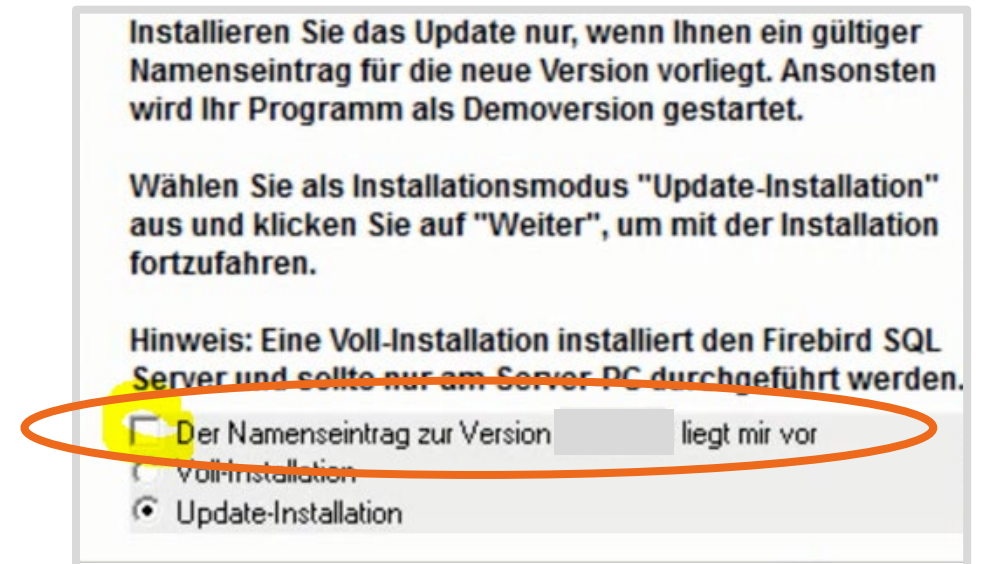 Installieren Sie das Update nur, wenn Ihnen ein gültiger
Namenseintrag für die neue Version vorliegt. Ansonsten
wird Ihr Programm als Demoversion gestartet.
Wählen Sie als Installationsmodus "Update-Installation"
aus und klicken Sie auf "Weiter", um mit der Installation
fortzufahren.
Hinweis: Eine Voll-Installation installiert den Firebird SQL
Server und sollte nur am Server-PC durchgeführt werden.
Der Namenseintrag zur Version liegt mir vor
Voll-Installation
Update-Installation